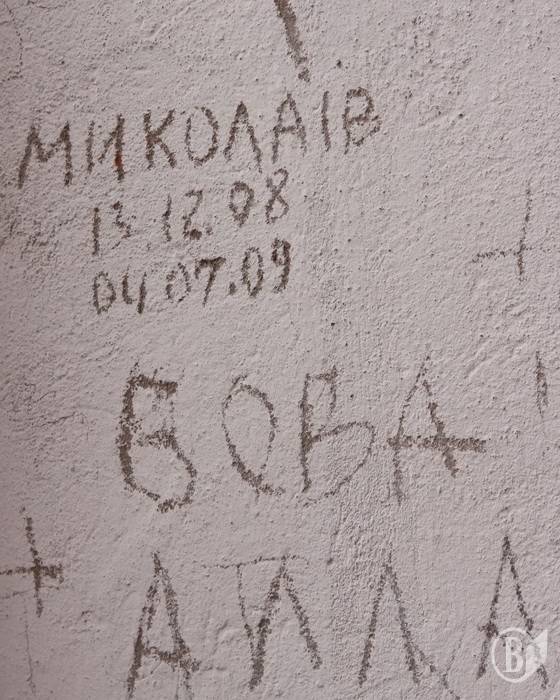 МИКОЛАЇВ
13.12.08
04.07.09
ВОВА
+
+
АЛЛА
В